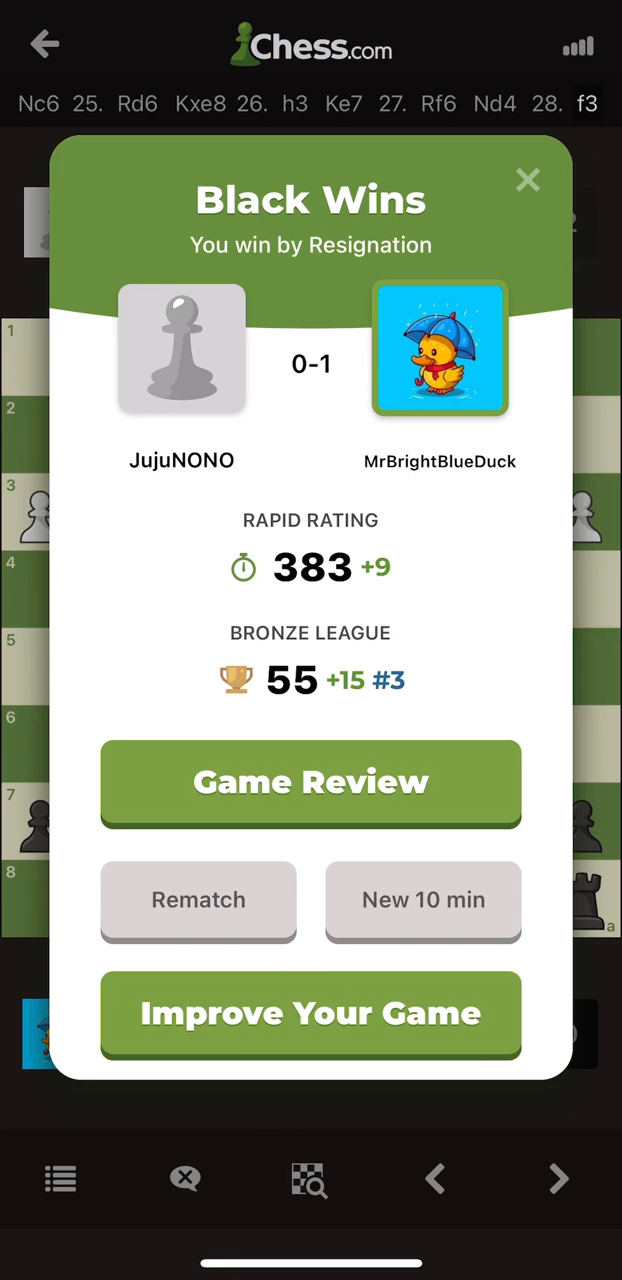 Chess.com
Nc6 25. Rd6 Kxe8 26. h3 Ke7 27. Rf6 Nd4 28. f3
Black Wins
You win by Resignation
0-1
JujuNONO MrBrightBlueDuck
RAPID RATING
383 +9
BRONZE LEAGUE
55 +15 #3
Game Review
Rematch New 10 min
Improve Your Game
1
2
3
4
5
6
7
8
a